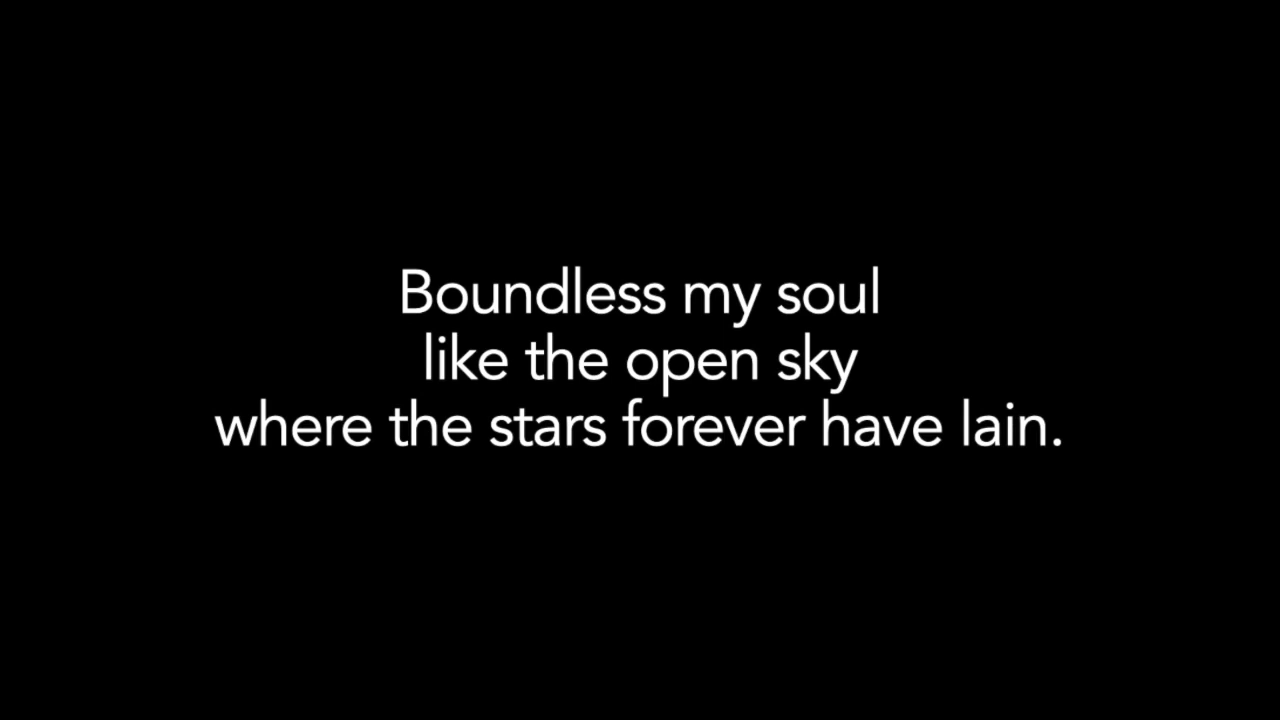 Boundless my soul
like the open sky
where the stars forever have lain.